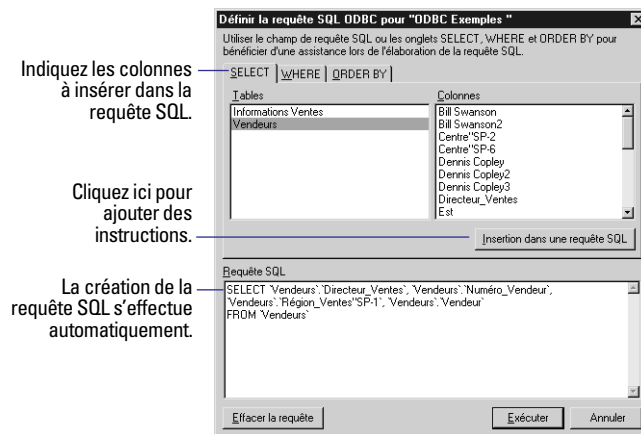 Définir la requête SQL ODBC pour "ODBC Exemples "
Utiliser le champ de requête SQL ou les onglets SELECT, WHERE et ORDER BY pour
bénéficier d'une assistance lors de l'élaboration de la requête SQL.
Indiquez les colonnes
à insérer dans la
requête SQL.
SELECT
WHERE
ORDER BY
Tables
Informations Ventes
Vendeurs
Colonnes
Bill Swanson
Bill Swanson2
Centre"SP-2
Centre"SP-6
Dennis Copley
Dennis Copley2
Dennis Copley3
Directeur_Ventes
Est
Cliquez ici pour
ajouter des
instructions.
Insertion dans une requête SQL
La création de la
requête SQL s'effectue
automatiquement.
Requête SQL
SELECT `Vendeurs`.`Directeur_Ventes`, `Vendeurs`.`Numéro_Vendeur`,
`Vendeurs`.`Région_Ventes"SP-1`, `Vendeurs`.`Vendeur`
FROM `Vendeurs`
Effacer la requête
Exécuter
Annuler